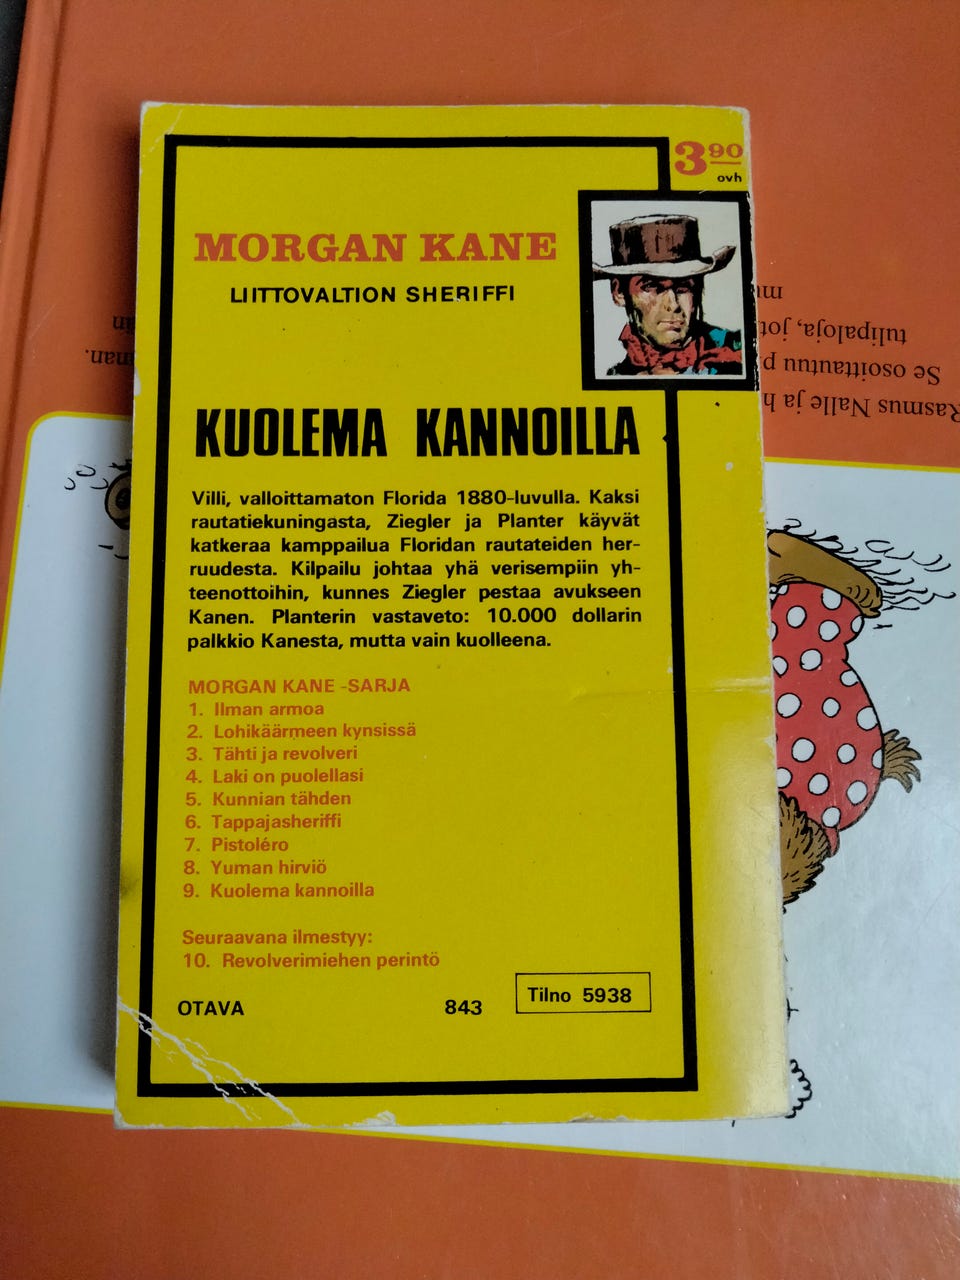 3 90
ovh
MORGAN KANE
LIITTOVALTION SHERIFFI
KUOLEMA KANNOILLA
Villi, valloittamaton Florida 1880-luvulla. Kaksi
rautatiekuningasta, Ziegler ja Planter käyvät
katkeraa kamppailua Floridan rautateiden her-
ruudesta. Kilpailu johtaa yhä verisempiin yh-
teenottoihin, kunnes Ziegler pestaa avukseen
Kanen. Planterin vastaveto: 10.000 dollarin
palkkio Kanesta, mutta vain kuolleena.
MORGAN KANE -SARJA
1. Ilman armoa
2. Lohikäärmeen kynsissä
3. Tähti ja revolveri
4. Laki on puolellasi
5. Kunnian tähden
6. Tappajasheriffi
7. Pistoléro
8. Yuman hirviö
9. Kuolema kannoilla
Seuraavana ilmestyy:
10. Revolverimiehen perintö
OTAVA 843 Tilno 5938
Rasmus Nalle ja h
Se osoittautuu p
tulipaloja, jot
mu